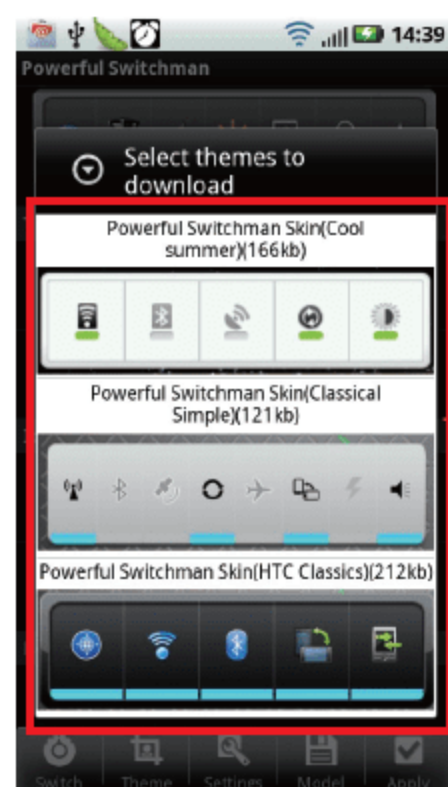 14:39
Powerful Switchman
Select themes to
download
Powerful Switchman Skin(Cool
summer)(166kb)
Powerful Switchman Skin(Classical
Simple)(121kb)
Powerful Switchman Skin(HTC Classics)(212kb)
Switch Theme Settings Model Apply